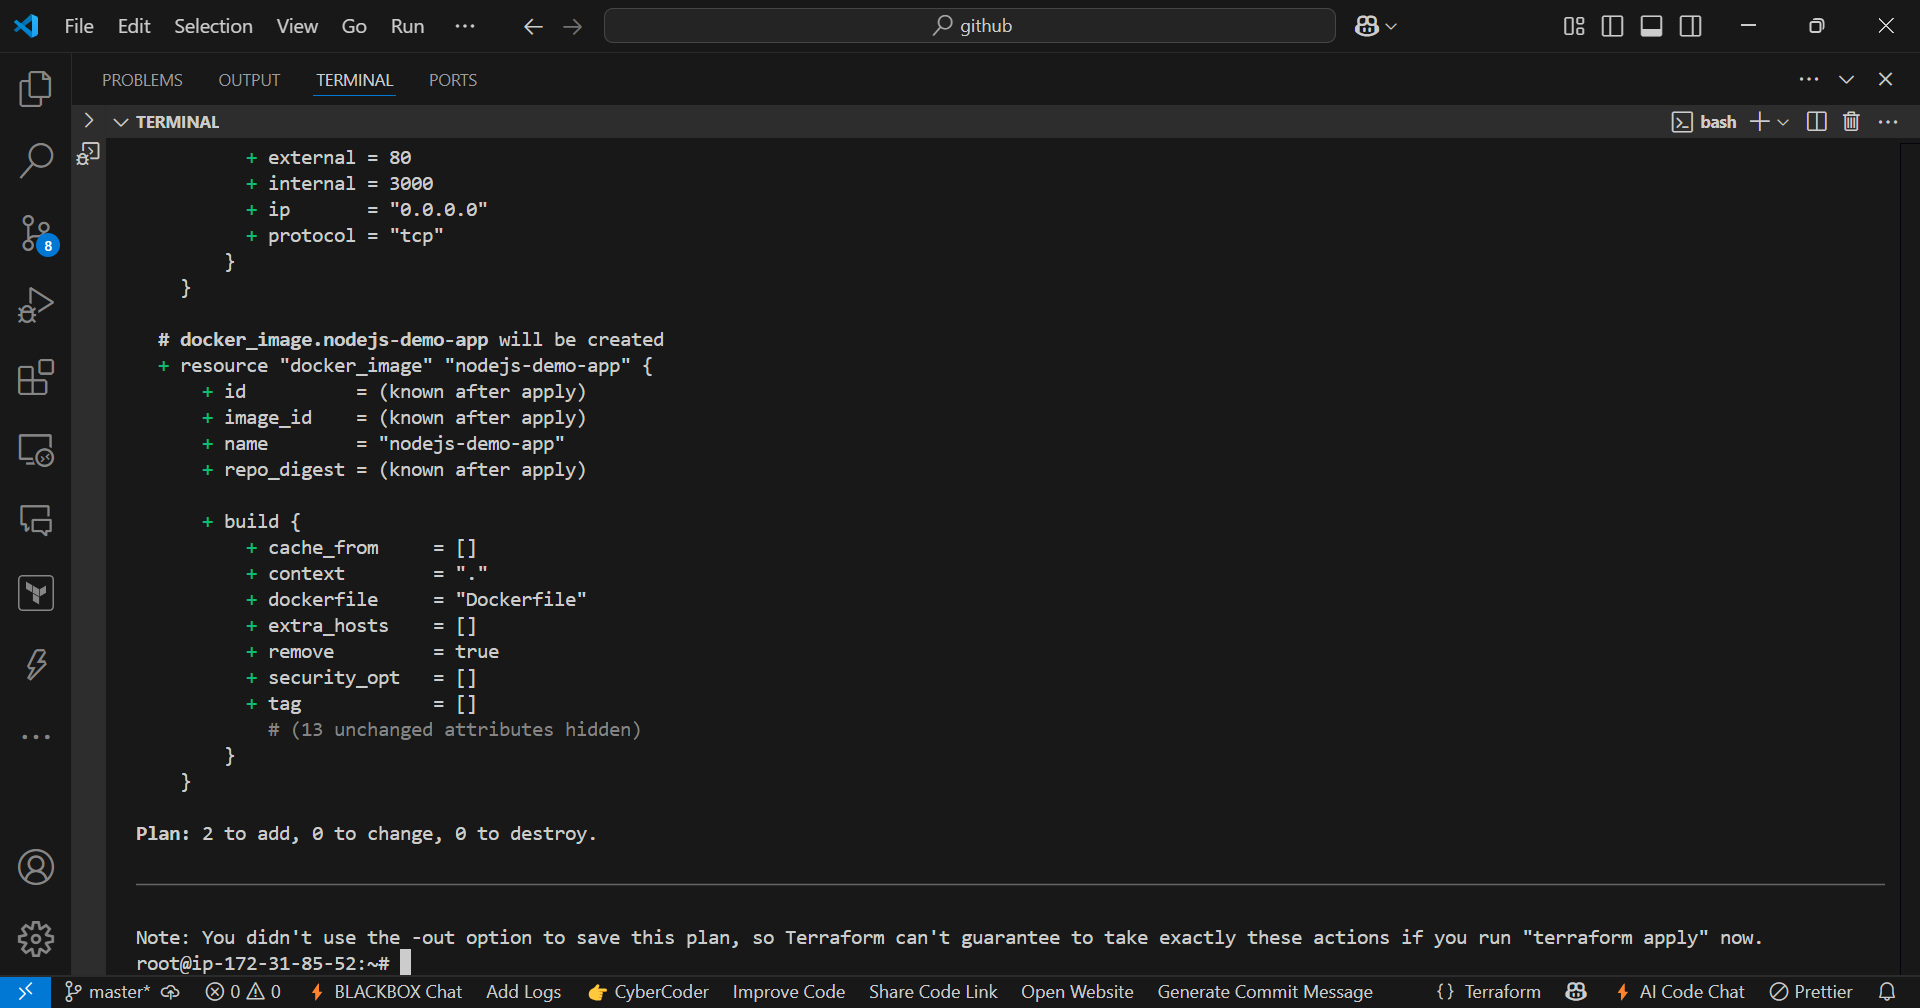 File Edit Selection View Go Run ··· github
PROBLEMS OUTPUT TERMINAL PORTS
TERMINAL bash
+ external = 80
+ internal = 3000
+ ip       = "0.0.0.0"
+ protocol = "tcp"
}
}
# docker_image.nodejs-demo-app will be created
+ resource "docker_image" "nodejs-demo-app" {
+ id          = (known after apply)
+ image_id    = (known after apply)
+ name        = "nodejs-demo-app"
+ repo_digest = (known after apply)
+ build {
+ cache_from     = []
+ context        = "."
+ dockerfile     = "Dockerfile"
+ extra_hosts    = []
+ remove         = true
+ security_opt   = []
+ tag            = []
# (13 unchanged attributes hidden)
}
}
Plan: 2 to add, 0 to change, 0 to destroy.
Note: You didn't use the -out option to save this plan, so Terraform can't guarantee to take exactly these actions if you run "terraform apply" now.
root@ip-172-31-85-52:~#
8
master* 0 0 BLACKBOX Chat Add Logs 👉 CyberCoder Improve Code Share Code Link Open Website Generate Commit Message {} Terraform AI Code Chat Prettier